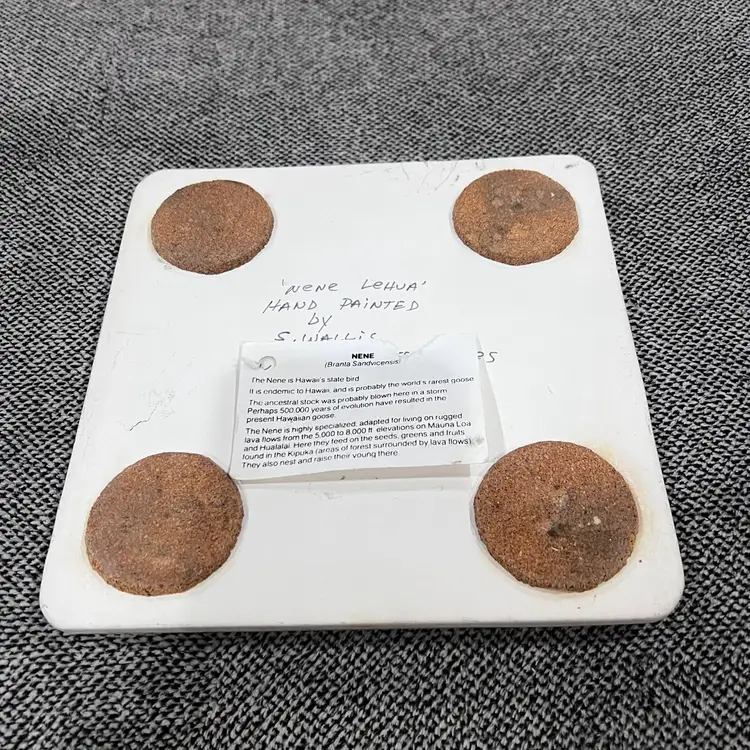 'NENE LEHUA'
HAND PAINTED
by
S. WALLIS
PS
NENE
(Branta Sandvicensis)
The Nene is Hawaii's state bird
It is endemic to Hawaii, and is probably the world's rarest goose
The ancestral stock was probably blown here in a storm.
Perhaps 500,000 years of evolution have resulted in the
present Hawaiian goose.
The Nene is highly specialized, adapted for living on rugged
lava flows from the 5,000 to 8,000 ft. elevations on Mauna Loa
and Hualalai. Here they feed on the seeds, greens and fruits
found in the Kipuka (areas of forest surrounded by lava flows).
They also nest and raise their young there.